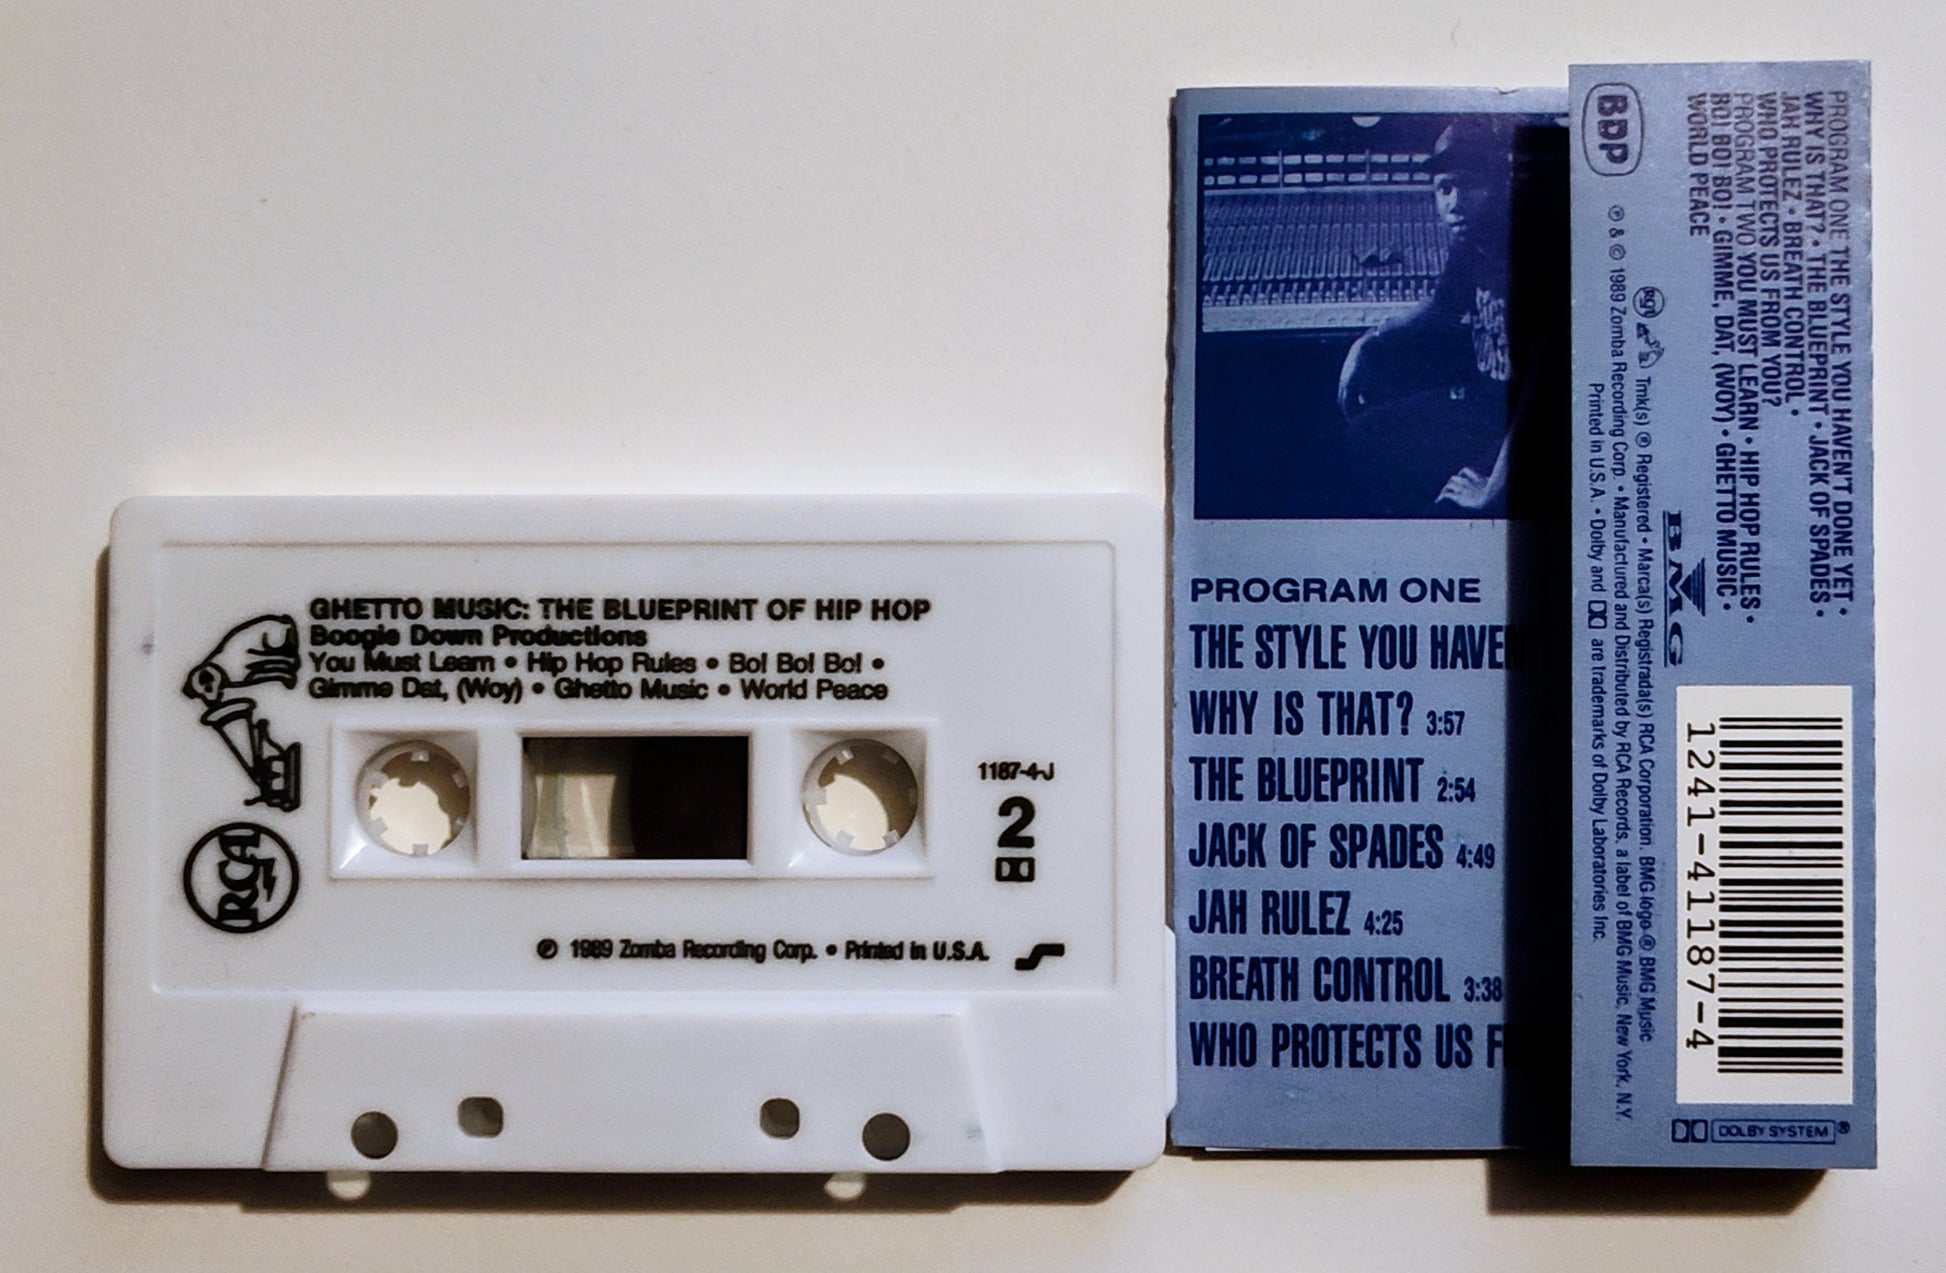 GHETTO MUSIC: THE BLUEPRINT OF HIP HOP
Boogie Down Productions
You Must Learn • Hip Hop Rules • Bo! Bo! Bo! •
Gimme Dat, (Woy) • Ghetto Music • World Peace
1187-4-J
2
RCA
℗ 1989 Zomba Recording Corp. • Printed in U.S.A.
PROGRAM ONE
THE STYLE YOU HAVEN
WHY IS THAT? 3:57
THE BLUEPRINT 2:54
JACK OF SPADES 4:49
JAH RULEZ 4:25
BREATH CONTROL 3:38
WHO PROTECTS US F
PROGRAM ONE THE STYLE YOU HAVEN'T DONE YET •
WHY IS THAT? • THE BLUEPRINT • JACK OF SPADES •
JAH RULEZ • BREATH CONTROL •
WHO PROTECTS US FROM YOU?
PROGRAM TWO YOU MUST LEARN • HIP HOP RULES •
BO! BO! BO! • GIMME, DAT, (WOY) • GHETTO MUSIC •
WORLD PEACE
BMG
BDP
RCA Tmk(s) ® Registered • Marca(s) Registrada(s) RCA Corporation. BMG logo ® BMG Music
℗ & © 1989 Zomba Recording Corp. • Manufactured and Distributed by RCA Records, a label of BMG Music, New York, N.Y.
Printed in U.S.A. • Dolby and are trademarks of Dolby Laboratories Inc.
1241-41187-4
DOLBY SYSTEM ®